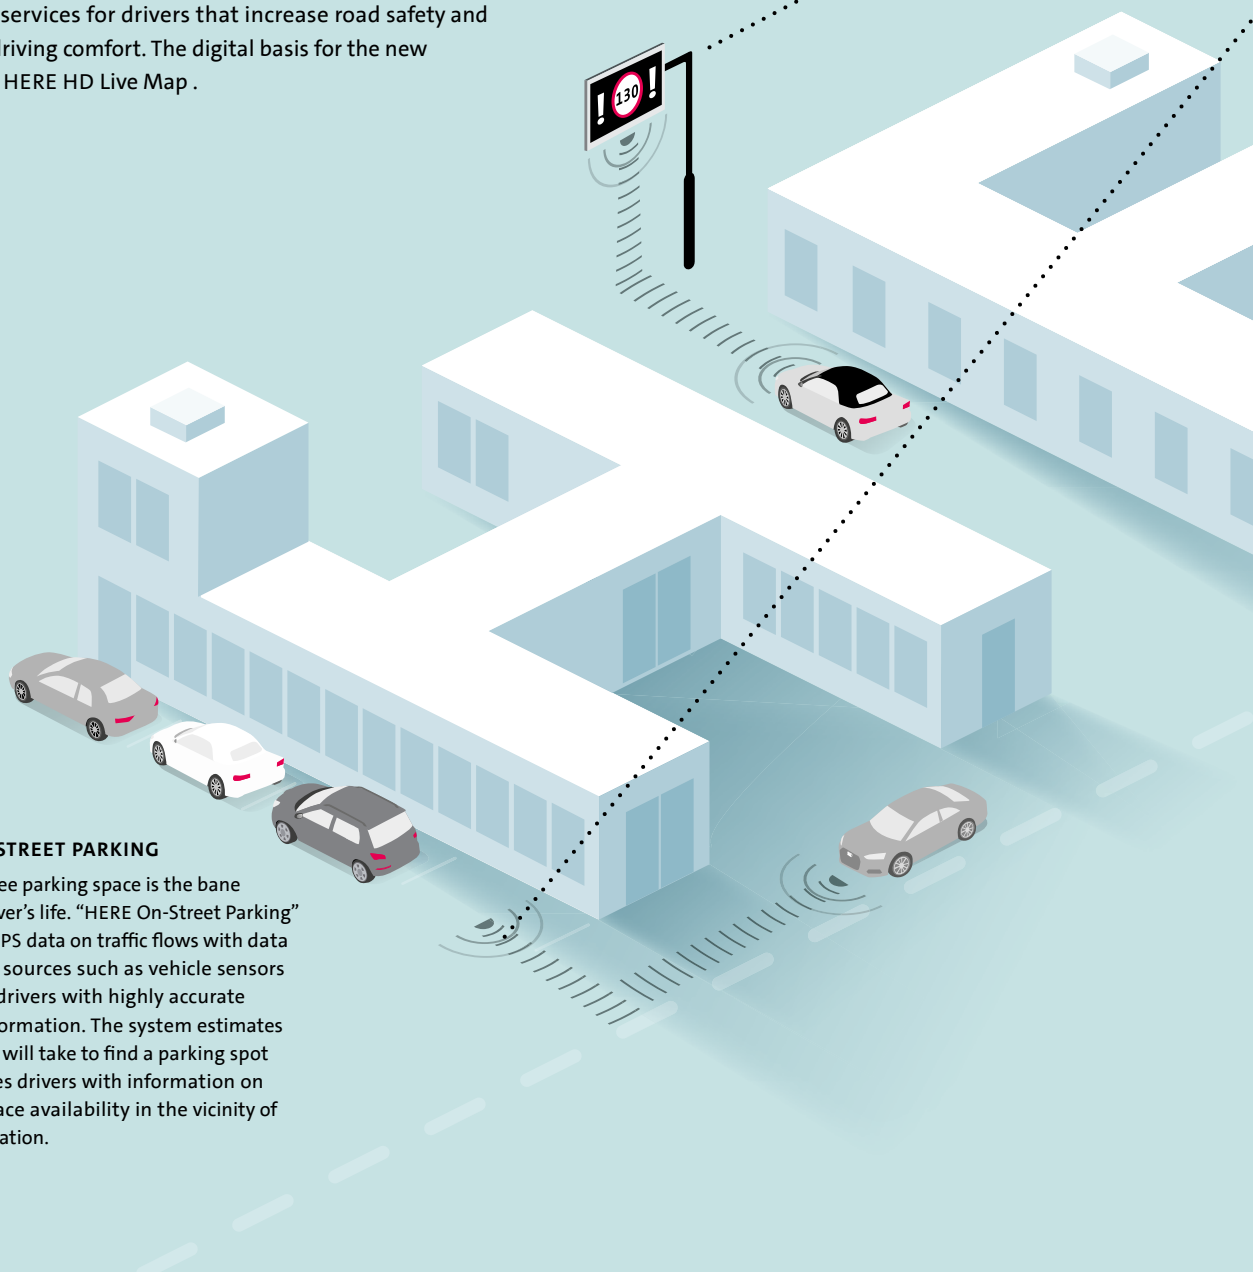 services for drivers that increase road safety and
riving comfort. The digital basis for the new
HERE HD Live Map .
! 130 !
STREET PARKING
ee parking space is the bane
ver’s life. “HERE On-Street Parking”
PS data on traffic flows with data
sources such as vehicle sensors
drivers with highly accurate
ormation. The system estimates
will take to find a parking spot
es drivers with information on
ace availability in the vicinity of
ation.